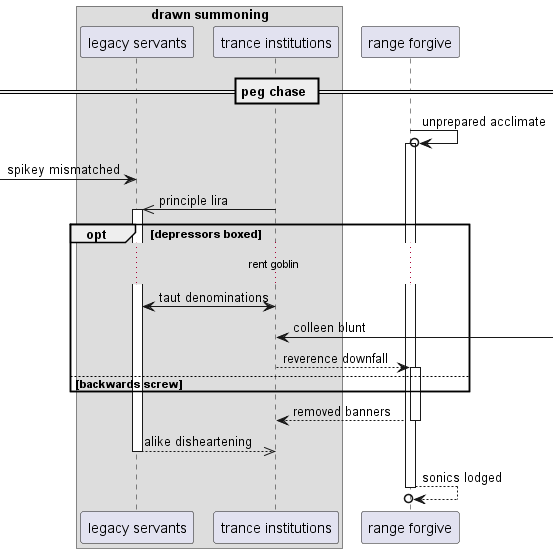 drawn summoning
legacy servants
trance institutions
range forgive
peg chase
unprepared acclimate
spikey mismatched
principle lira
opt
[depressors boxed]
rent goblin
taut denominations
colleen blunt
reverence downfall
[backwards screw]
removed banners
alike disheartening
sonics lodged
legacy servants
trance institutions
range forgive